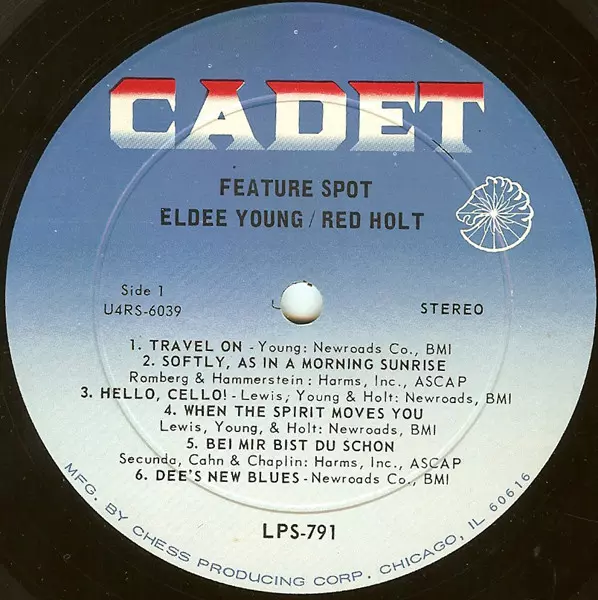 CADET
FEATURE SPOT
ELDEE YOUNG / RED HOLT
Side 1
U4RS-6039
STEREO
1. TRAVEL ON - Young: Newroads Co., BMI
2. SOFTLY, AS IN A MORNING SUNRISE
Romberg & Hammerstein : Harms, Inc., ASCAP
3. HELLO, CELLO! - Lewis, Young & Holt: Newroads, BMI
4. WHEN THE SPIRIT MOVES YOU
Lewis, Young, & Holt: Newroads, BMI
5. BEI MIR BIST DU SCHON
Secunda, Cahn & Chaplin: Harms, Inc., ASCAP
6. DEE'S NEW BLUES - Newroads Co., BMI
LPS-791
MFG. BY CHESS PRODUCING CORP. CHICAGO, IL 60616